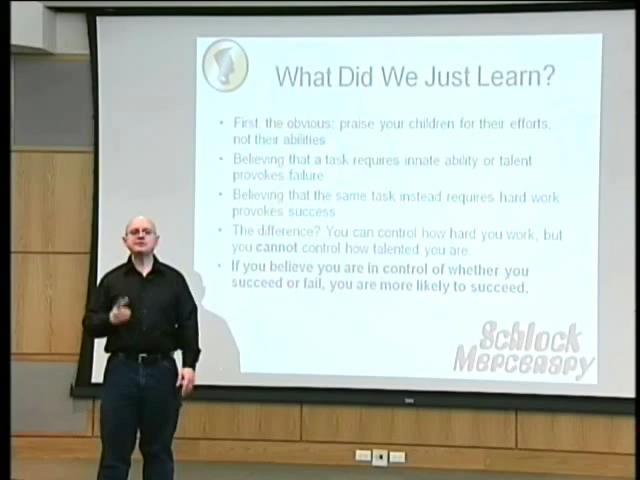 What Did We Just Learn?
• First, the obvious: praise your children for their efforts,
not their abilities
• Believing that a task requires innate ability or talent
provokes failure
• Believing that the same task instead requires hard work
provokes success
• The difference? You can control how hard you work, but
you cannot control how talented you are.
• If you believe you are in control of whether you
succeed or fail, you are more likely to succeed.
Schlock
Mercenary